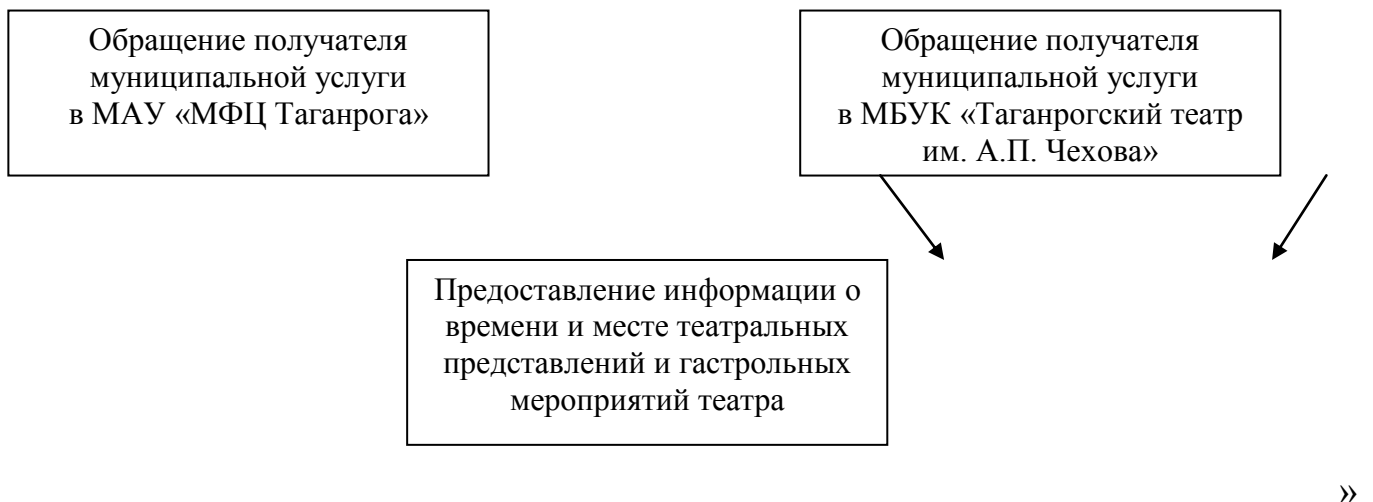 Обращение получателя
муниципальной услуги
в МАУ «МФЦ Таганрога»
Обращение получателя
муниципальной услуги
в МБУК «Таганрогский театр
им. А.П. Чехова»
Предоставление информации о
времени и месте театральных
представлений и гастрольных
мероприятий театра
»